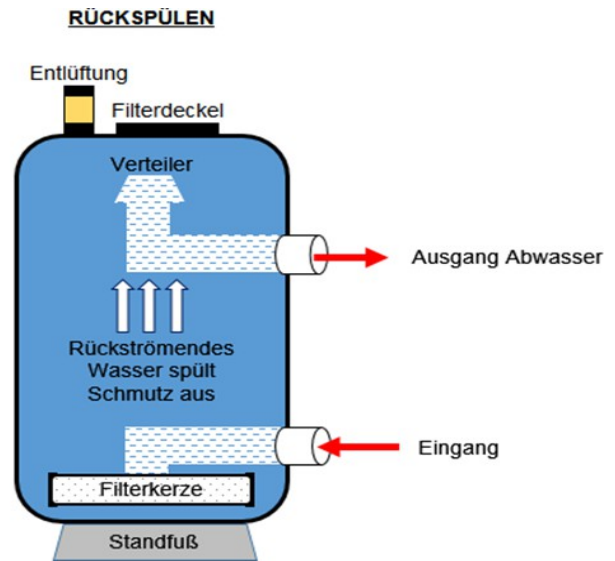 RÜCKSPÜLEN
Entlüftung
Filterdeckel
Verteiler
Ausgang Abwasser
Rückströmendes
Wasser spült
Schmutz aus
Eingang
Filterkerze
Standfuß